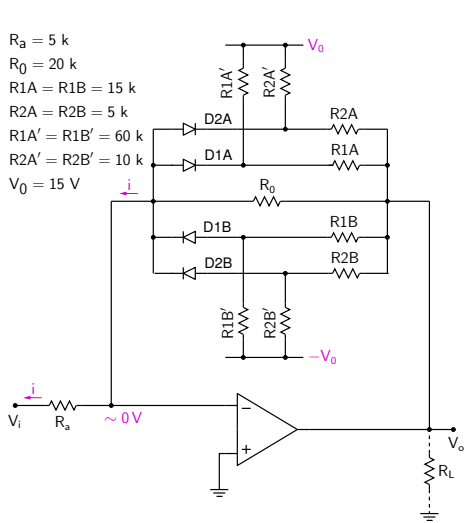 Rₐ = 5 k
R₀ = 20 k
R1A = R1B = 15 k
R2A = R2B = 5 k
R1A′ = R1B′ = 60 k
R2A′ = R2B′ = 10 k
V₀ = 15 V
V₀
R1A′
R2A′
D2A
R2A
D1A
R1A
i
R₀
D1B
R1B
D2B
R2B
R1B′
R2B′
−V₀
i
Vᵢ
Rₐ
∼ 0 V
−
+
Vₒ
R_L